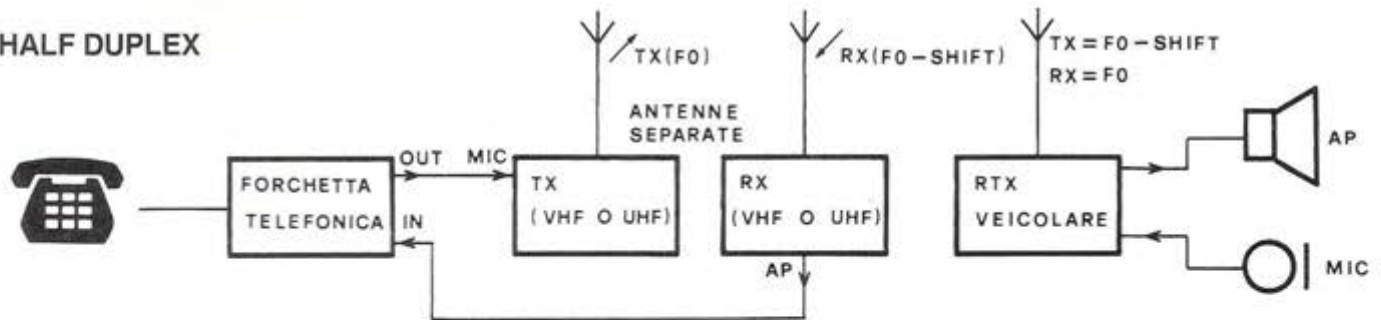 HALF DUPLEX
TX(F0)
RX(F0-SHIFT)
TX=F0-SHIFT
RX=F0
ANTENNE
SEPARATE
OUT MIC
FORCHETTA
TELEFONICA IN
TX
(VHF O UHF)
RX
(VHF O UHF)
AP
RTX
VEICOLARE
AP
MIC